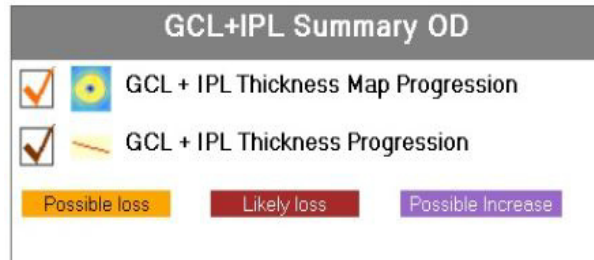 GCL+IPL Summary OD
GCL + IPL Thickness Map Progression
GCL + IPL Thickness Progression
Possible loss Likely loss Possible Increase